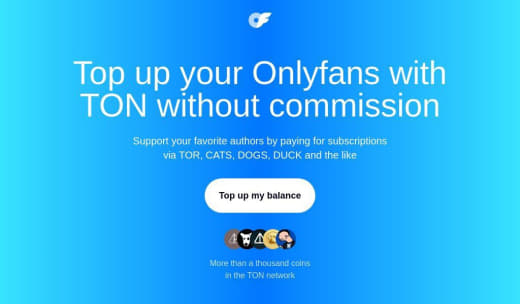 Top up your Onlyfans with
TON without commission
Support your favorite authors by paying for subscriptions
via TOR, CATS, DOGS, DUCK and the like
Top up my balance
More than a thousand coins
in the TON network